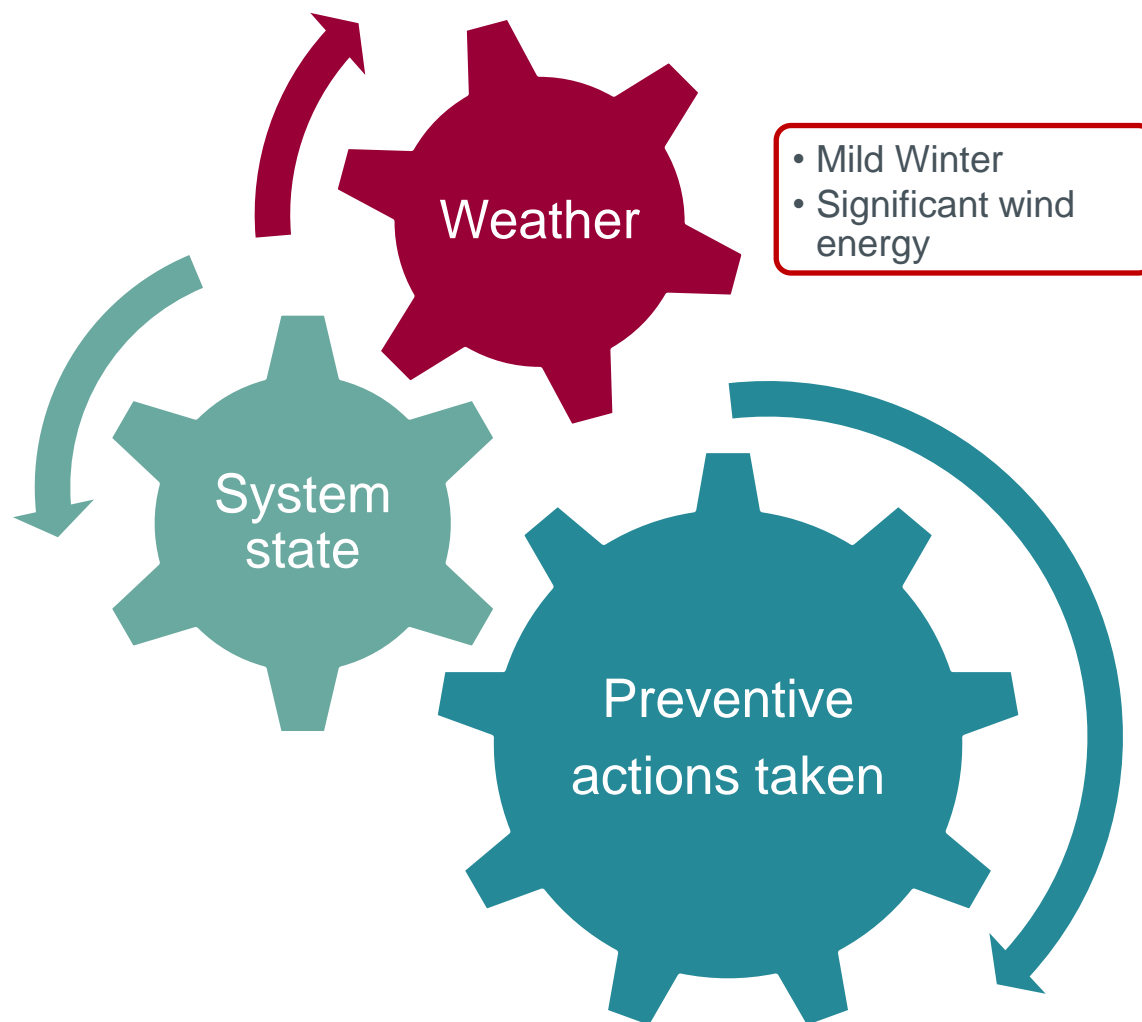 Weather
• Mild Winter
• Significant wind
energy
System
state
Preventive
actions taken